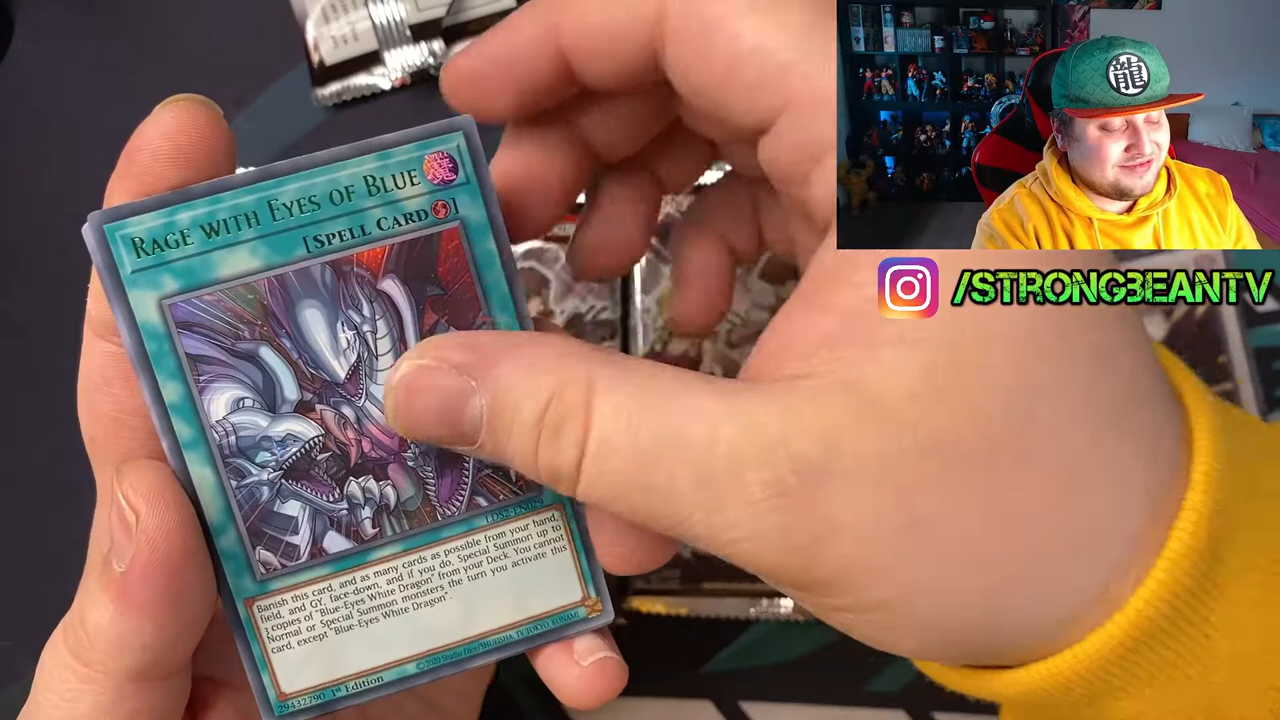 RAGE WITH EYES OF BLUE
魔
[SPELL CARD]
LDS2-EN029
Banish this card, and as many cards as possible from your hand,
field, and GY, face-down, and if you do, Special Summon up to
3 copies of "Blue-Eyes White Dragon" from your Deck. You cannot
Normal or Special Summon monsters the turn you activate this
card, except "Blue-Eyes White Dragon".
29432790 1st Edition
©2020 Studio Dice/SHUEISHA, TV TOKYO, KONAMI
龍
/STRONGBEANTV